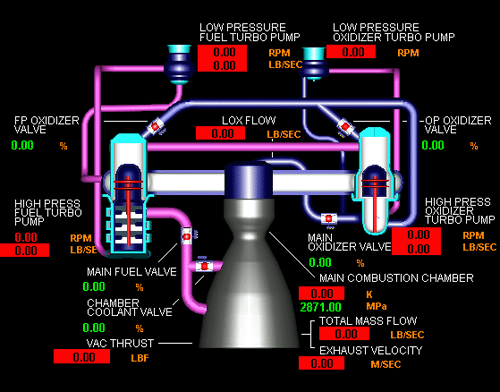 LOW PRESSURE
FUEL TURBO PUMP
0.00 RPM
0.00 LB/SEC
LOW PRESSURE
OXIDIZER TURBO PUMP
0.00 RPM
FP OXIDIZER
VALVE
0.00 %
LOX FLOW
0.00 LB/SEC
OP OXIDIZER
VALVE
0.00 %
HIGH PRESS
FUEL TURBO
PUMP
0.00 RPM
0.00 LB/SE
HIGH PRESS
OXIDIZER
TURBO PUMP
0.00 RPM
0.00 LB/SEC
MAIN
OXIDIZER VALVE
0.00 %
MAIN FUEL VALVE
0.00 %
MAIN COMBUSTION CHAMBER
0.00 K
2871.00 MPa
CHAMBER
COOLANT VALVE
0.00 %
TOTAL MASS FLOW
0.00 LB/SEC
VAC THRUST
0.00 LBF
EXHAUST VELOCITY
0.00 M/SEC